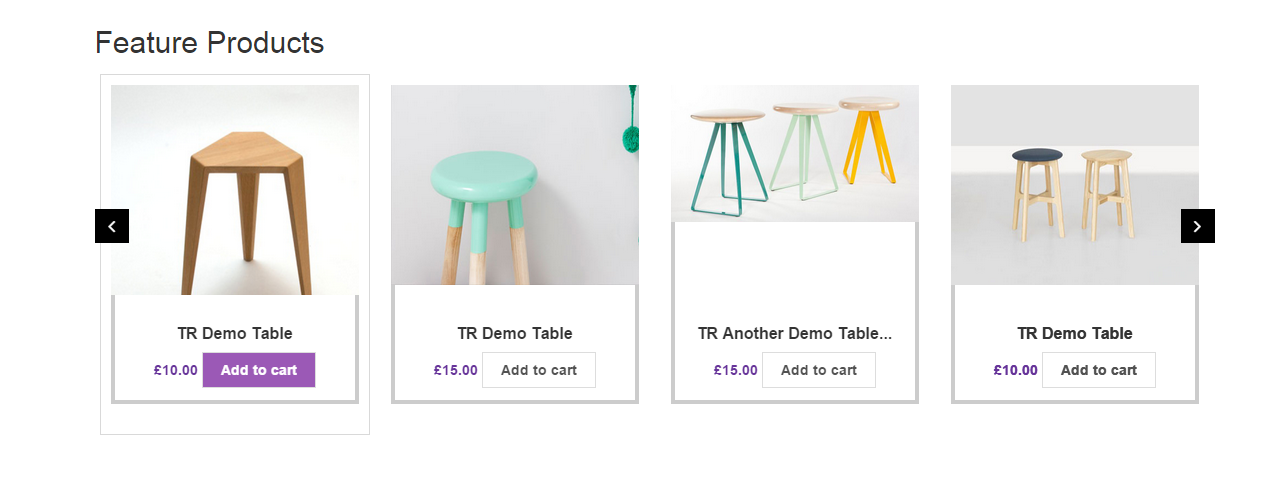 Feature Products
TR Demo Table
£10.00 Add to cart
TR Demo Table
£15.00 Add to cart
TR Another Demo Table...
£15.00 Add to cart
TR Demo Table
£10.00 Add to cart